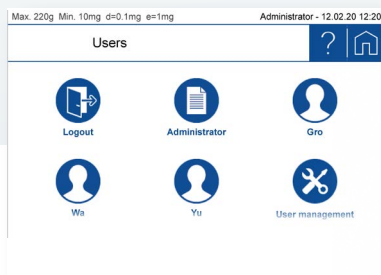 Max. 220g Min. 10mg d=0.1mg e=1mg Administrator - 12.02.20 12:20
Users ?
Logout Administrator Gro
Wa Yu User management